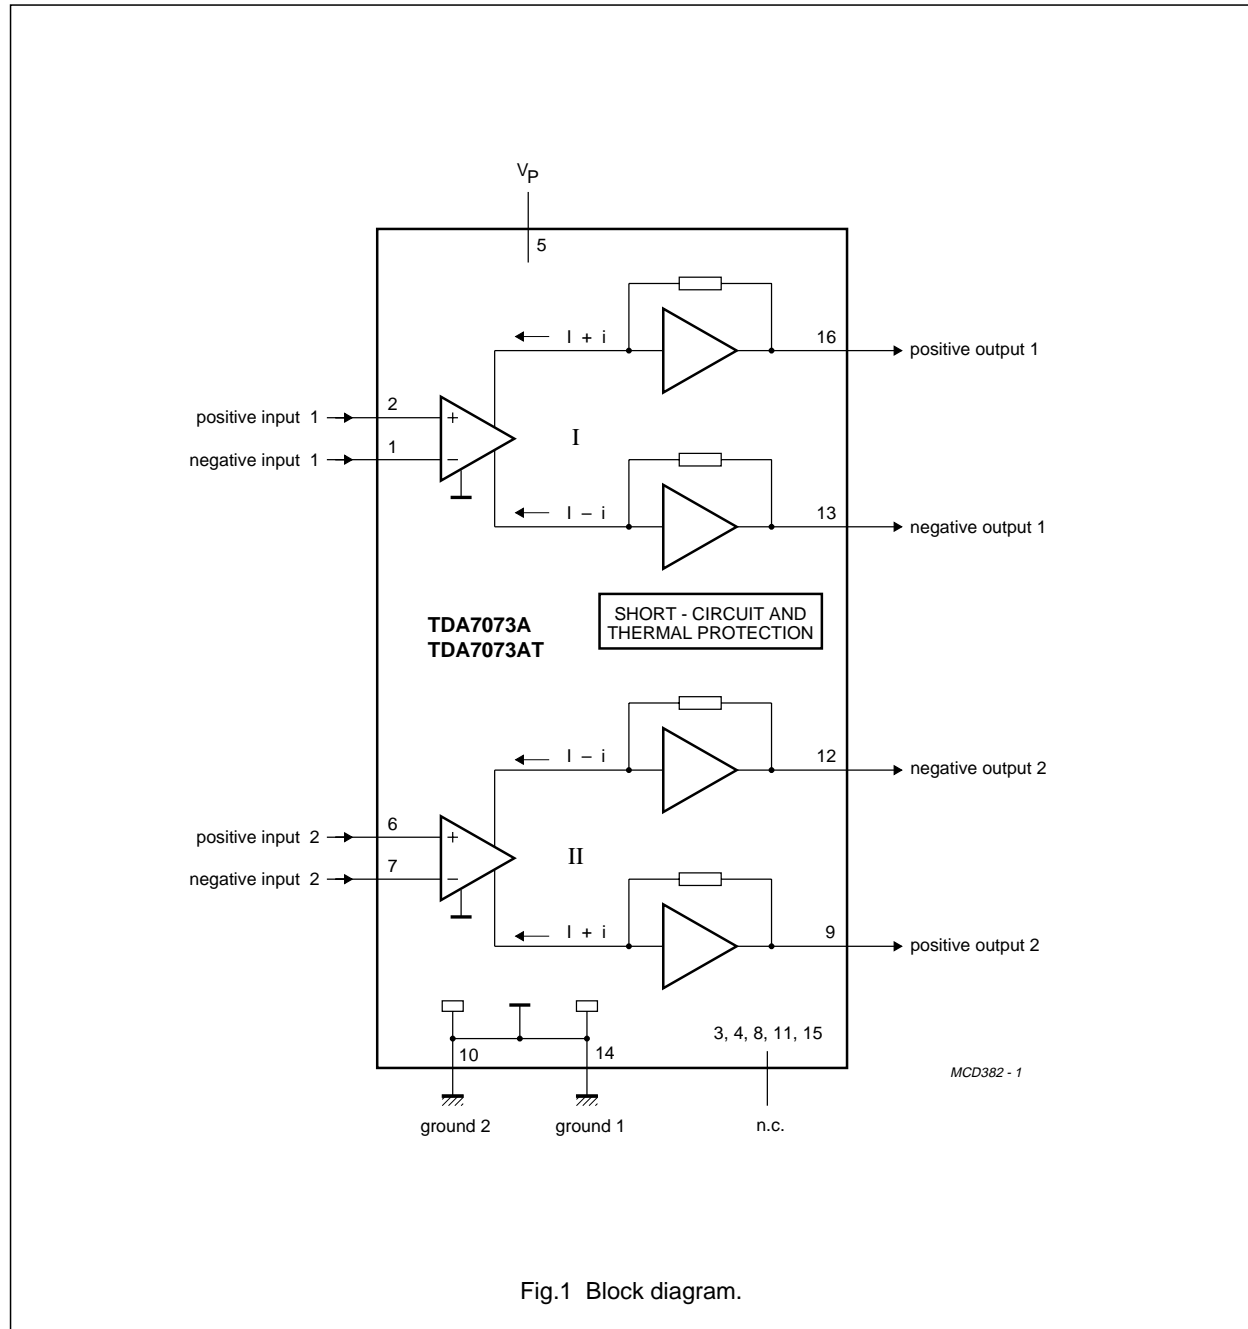 VP
5
I + i
16
positive output 1
positive input 1
2
+
I
negative input 1
1
−
I − i
13
negative output 1
TDA7073A
TDA7073AT
SHORT - CIRCUIT AND
THERMAL PROTECTION
I − i
12
negative output 2
positive input 2
6
+
II
negative input 2
7
−
I + i
9
positive output 2
10
14
3, 4, 8, 11, 15
MCD382 - 1
ground 2
ground 1
n.c.
Fig.1 Block diagram.